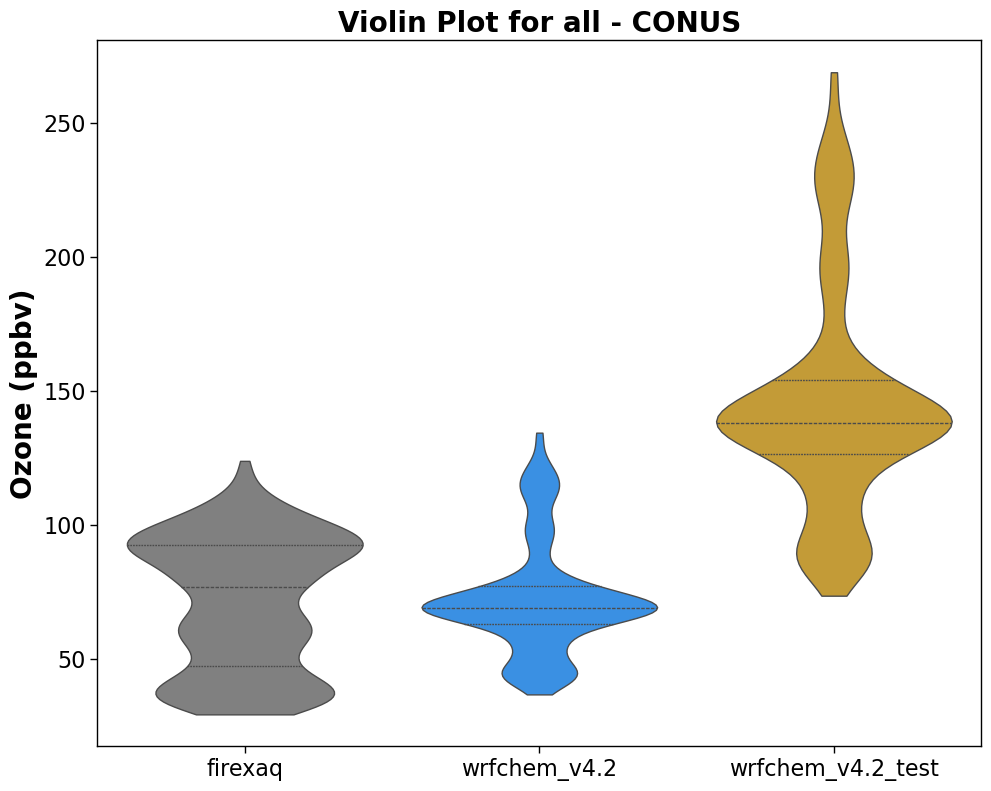 Violin Plot for all - CONUS
Ozone (ppbv)
250
200
150
100
50
firexaq
wrfchem_v4.2
wrfchem_v4.2_test